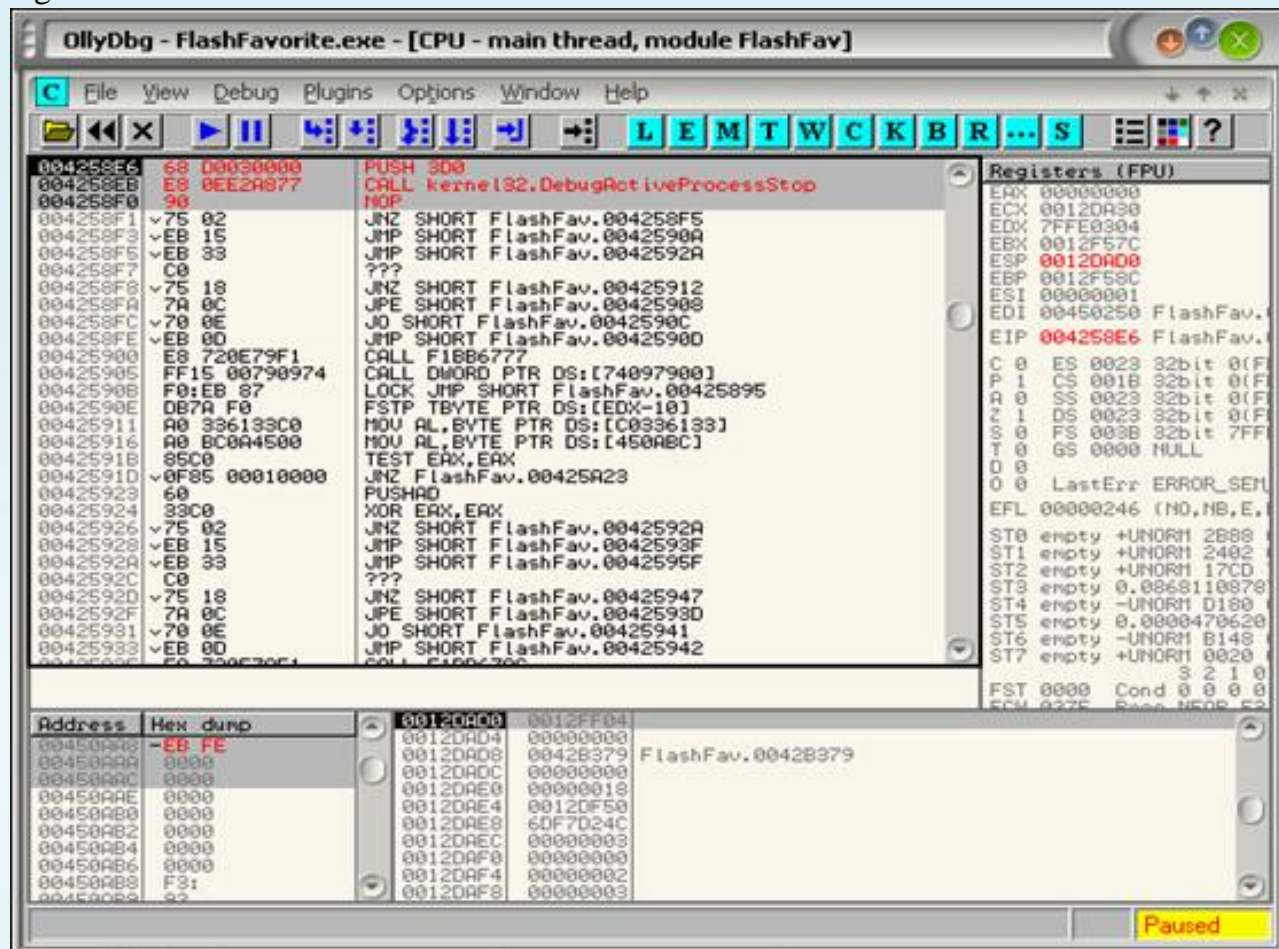 OllyDbg - FlashFavorite.exe - [CPU - main thread, module FlashFav]
C File View Debug Plugins Options Window Help
L E M T W C K B R ... S ?
004258E6 68 D0030000 PUSH 3D0
004258EB E8 0EE2A877 CALL kernel32.DebugActiveProcessStop
004258F0 90 NOP
004258F1 75 02 JNZ SHORT FlashFav.004258F5
004258F3 EB 15 JMP SHORT FlashFav.0042590A
004258F5 EB 33 JMP SHORT FlashFav.0042592A
004258F7 C0 ???
004258F8 75 18 JNZ SHORT FlashFav.00425912
004258FA 7A 0C JPE SHORT FlashFav.00425908
004258FC 70 0E JO SHORT FlashFav.0042590C
004258FE EB 0D JMP SHORT FlashFav.0042590D
00425900 E8 720E79F1 CALL F1BB6777
00425905 FF15 00790974 CALL DWORD PTR DS:[74097900]
0042590B F0:EB 87 LOCK JMP SHORT FlashFav.00425895
0042590E DB7A F0 FSTP TBYTE PTR DS:[EDX-10]
00425911 A0 336133C0 MOV AL,BYTE PTR DS:[C0336133]
00425916 A0 BC0A4500 MOV AL,BYTE PTR DS:[450ABC]
0042591B 85C0 TEST EAX,EAX
0042591D 0F85 00010000 JNZ FlashFav.00425A23
00425923 60 PUSHAD
00425924 33C0 XOR EAX,EAX
00425926 75 02 JNZ SHORT FlashFav.0042592A
00425928 EB 15 JMP SHORT FlashFav.0042593F
0042592A EB 33 JMP SHORT FlashFav.0042595F
0042592C C0 ???
0042592D 75 18 JNZ SHORT FlashFav.00425947
0042592F 7A 0C JPE SHORT FlashFav.0042593D
00425931 70 0E JO SHORT FlashFav.00425941
00425933 EB 0D JMP SHORT FlashFav.00425942
Registers (FPU)
EAX 00000000
ECX 0012DA30
EDX 7FFE0304
EBX 0012F57C
ESP 0012DAD0
EBP 0012F58C
ESI 00000001
EDI 00450250 FlashFav.
EIP 004258E6 FlashFav.
C 0 ES 0023 32bit 0(F
P 1 CS 001B 32bit 0(F
A 0 SS 0023 32bit 0(F
Z 1 DS 0023 32bit 0(F
S 0 FS 003B 32bit 7FF
T 0 GS 0000 NULL
D 0
O 0 LastErr ERROR_SEM
EFL 00000246 (NO,NB,E,
ST0 empty +UNORM 2B88
ST1 empty +UNORM 2402
ST2 empty +UNORM 17CD
ST3 empty 0.0868110878
ST4 empty -UNORM D180
ST5 empty 0.0000470620
ST6 empty -UNORM B148
ST7 empty +UNORM 0020
3 2 1 0
FST 0000 Cond 0 0 0 0
Address Hex dump
00450AA8 EB FE
00450AAA 0000
00450AAC 0000
00450AAE 0000
00450AB0 0000
00450AB2 0000
00450AB4 0000
00450AB6 0000
00450AB8 F3:
0012DAD0 0012FF04
0012DAD4 00000000
0012DAD8 0042B379 FlashFav.0042B379
0012DADC 00000000
0012DAE0 00000018
0012DAE4 0012DF50
0012DAE8 6DF7D24C
0012DAEC 00000003
0012DAF0 00000000
0012DAF4 00000002
0012DAF8 00000003
Paused